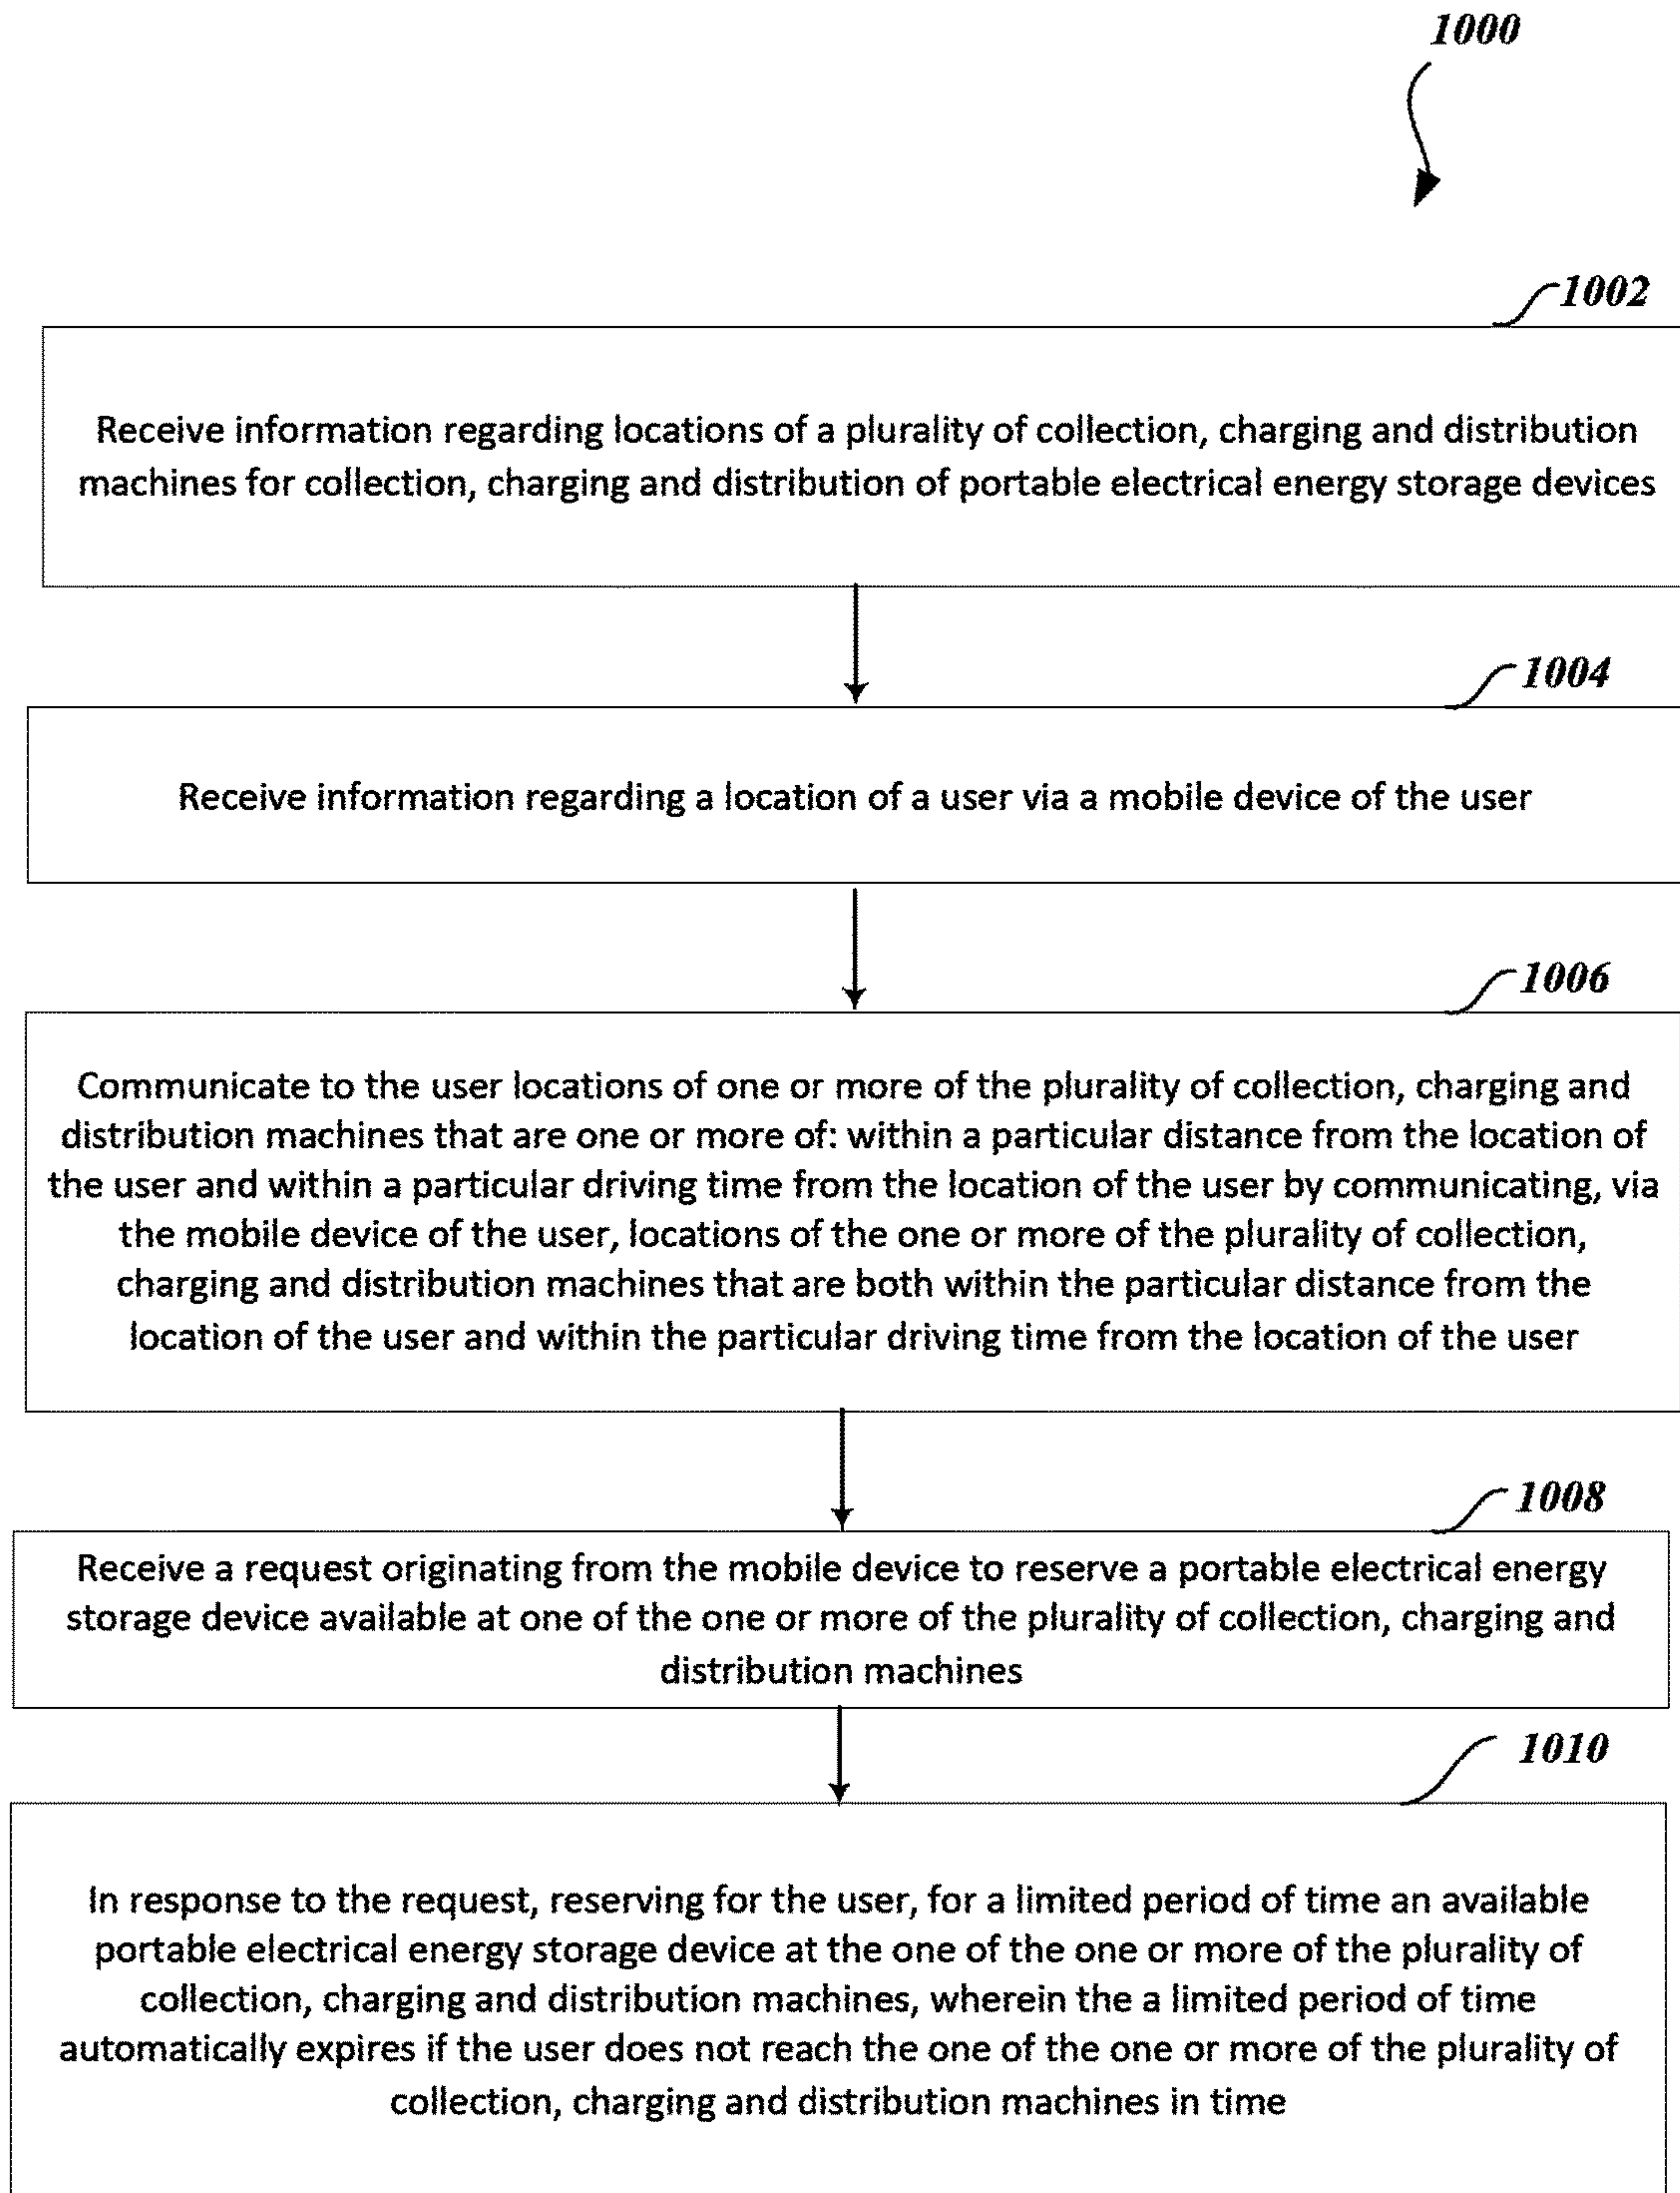 1000
1002
Receive information regarding locations of a plurality of collection, charging and distribution
machines for collection, charging and distribution of portable electrical energy storage devices
1004
Receive information regarding a location of a user via a mobile device of the user
1006
Communicate to the user locations of one or more of the plurality of collection, charging and
distribution machines that are one or more of: within a particular distance from the location of
the user and within a particular driving time from the location of the user by communicating, via
the mobile device of the user, locations of the one or more of the plurality of collection,
charging and distribution machines that are both within the particular distance from the
location of the user and within the particular driving time from the location of the user
1008
Receive a request originating from the mobile device to reserve a portable electrical energy
storage device available at one of the one or more of the plurality of collection, charging and
distribution machines
1010
In response to the request, reserving for the user, for a limited period of time an available
portable electrical energy storage device at the one of the one or more of the plurality of
collection, charging and distribution machines, wherein the a limited period of time
automatically expires if the user does not reach the one of the one or more of the plurality of
collection, charging and distribution machines in time